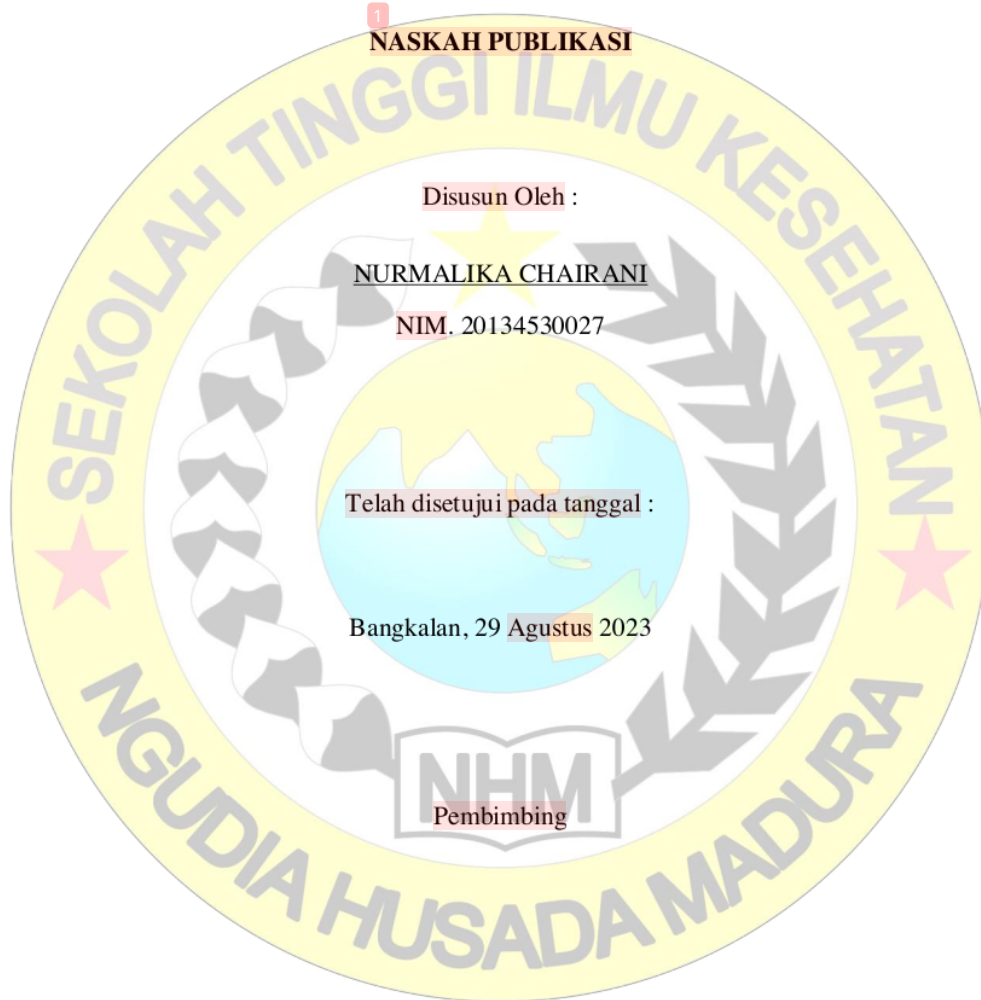 1
NASKAH PUBLIKASI
SEKOLAH TINGGI ILMU KESEHATAN
Disusun Oleh :
NURMALIKA CHAIRANI
NIM. 20134530027
Telah disetujui pada tanggal :
Bangkalan, 29 Agustus 2023
NHM
Pembimbing
NGUDIA HUSADA MADURA